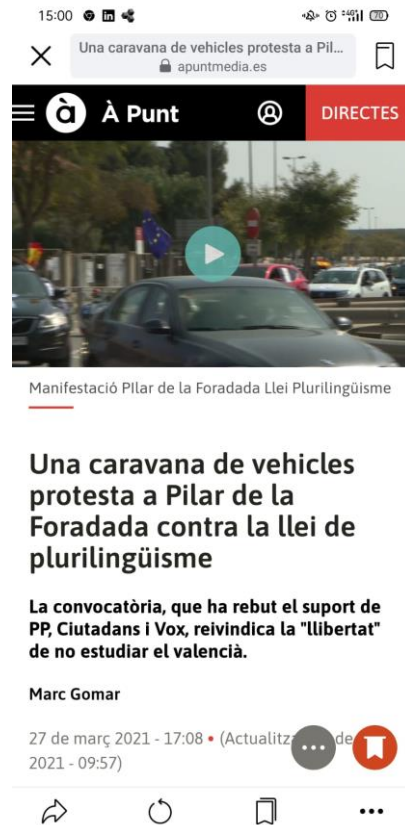 15:00
70
Una caravana de vehicles protesta a Pil...
apuntmedia.es
à À Punt
DIRECTES
Manifestació PIlar de la Foradada Llei Plurilingüisme
Una caravana de vehicles
protesta a Pilar de la
Foradada contra la llei de
plurilingüisme
La convocatòria, que ha rebut el suport de
PP, Ciutadans i Vox, reivindica la "llibertat"
de no estudiar el valencià.
Marc Gomar
27 de març 2021 - 17:08 • (Actualitz de
2021 - 09:57)